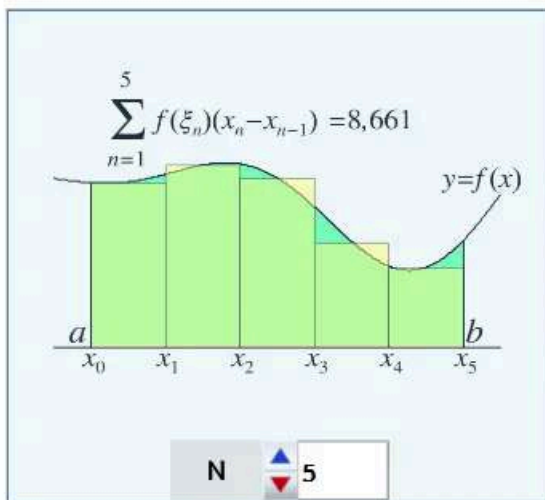 5
∑ f(ξₙ)(xₙ−xₙ₋₁) =8,661
n=1
y=f(x)
a b
x₀ x₁ x₂ x₃ x₄ x₅
N 5